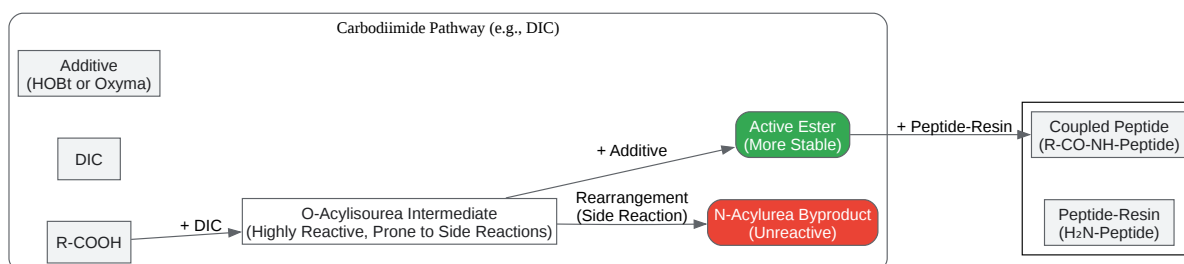 Carbodiimide Pathway (e.g., DIC)
Additive
(HOBt or Oxyma)
DIC
R-COOH
+ DIC
O-Acylisourea Intermediate
(Highly Reactive, Prone to Side Reactions)
+ Additive
Rearrangement
(Side Reaction)
Active Ester
(More Stable)
N-Acylurea Byproduct
(Unreactive)
+ Peptide-Resin
Coupled Peptide
(R-CO-NH-Peptide)
Peptide-Resin
(H₂N-Peptide)